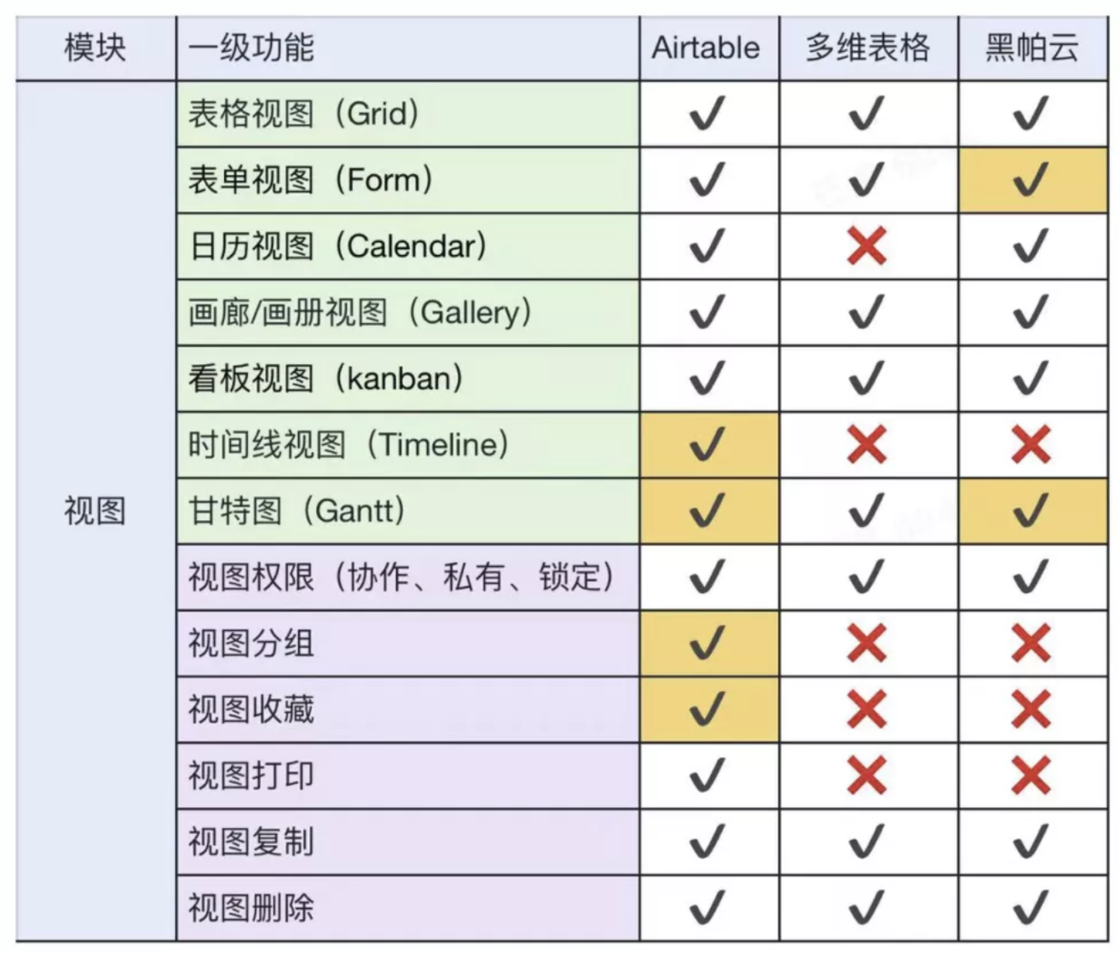 模块 一级功能 Airtable 多维表格 黑帕云
表格视图（Grid） ✓ ✓ ✓
表单视图（Form） ✓ ✓ ✓
日历视图（Calendar） ✓ ❌ ✓
画廊/画册视图（Gallery） ✓ ✓ ✓
看板视图（kanban） ✓ ✓ ✓
时间线视图（Timeline） ✓ ❌ ❌
视图 甘特图（Gantt） ✓ ✓ ✓
视图权限（协作、私有、锁定） ✓ ✓ ✓
视图分组 ✓ ❌ ❌
视图收藏 ✓ ❌ ❌
视图打印 ✓ ❌ ❌
视图复制 ✓ ✓ ✓
视图删除 ✓ ✓ ✓